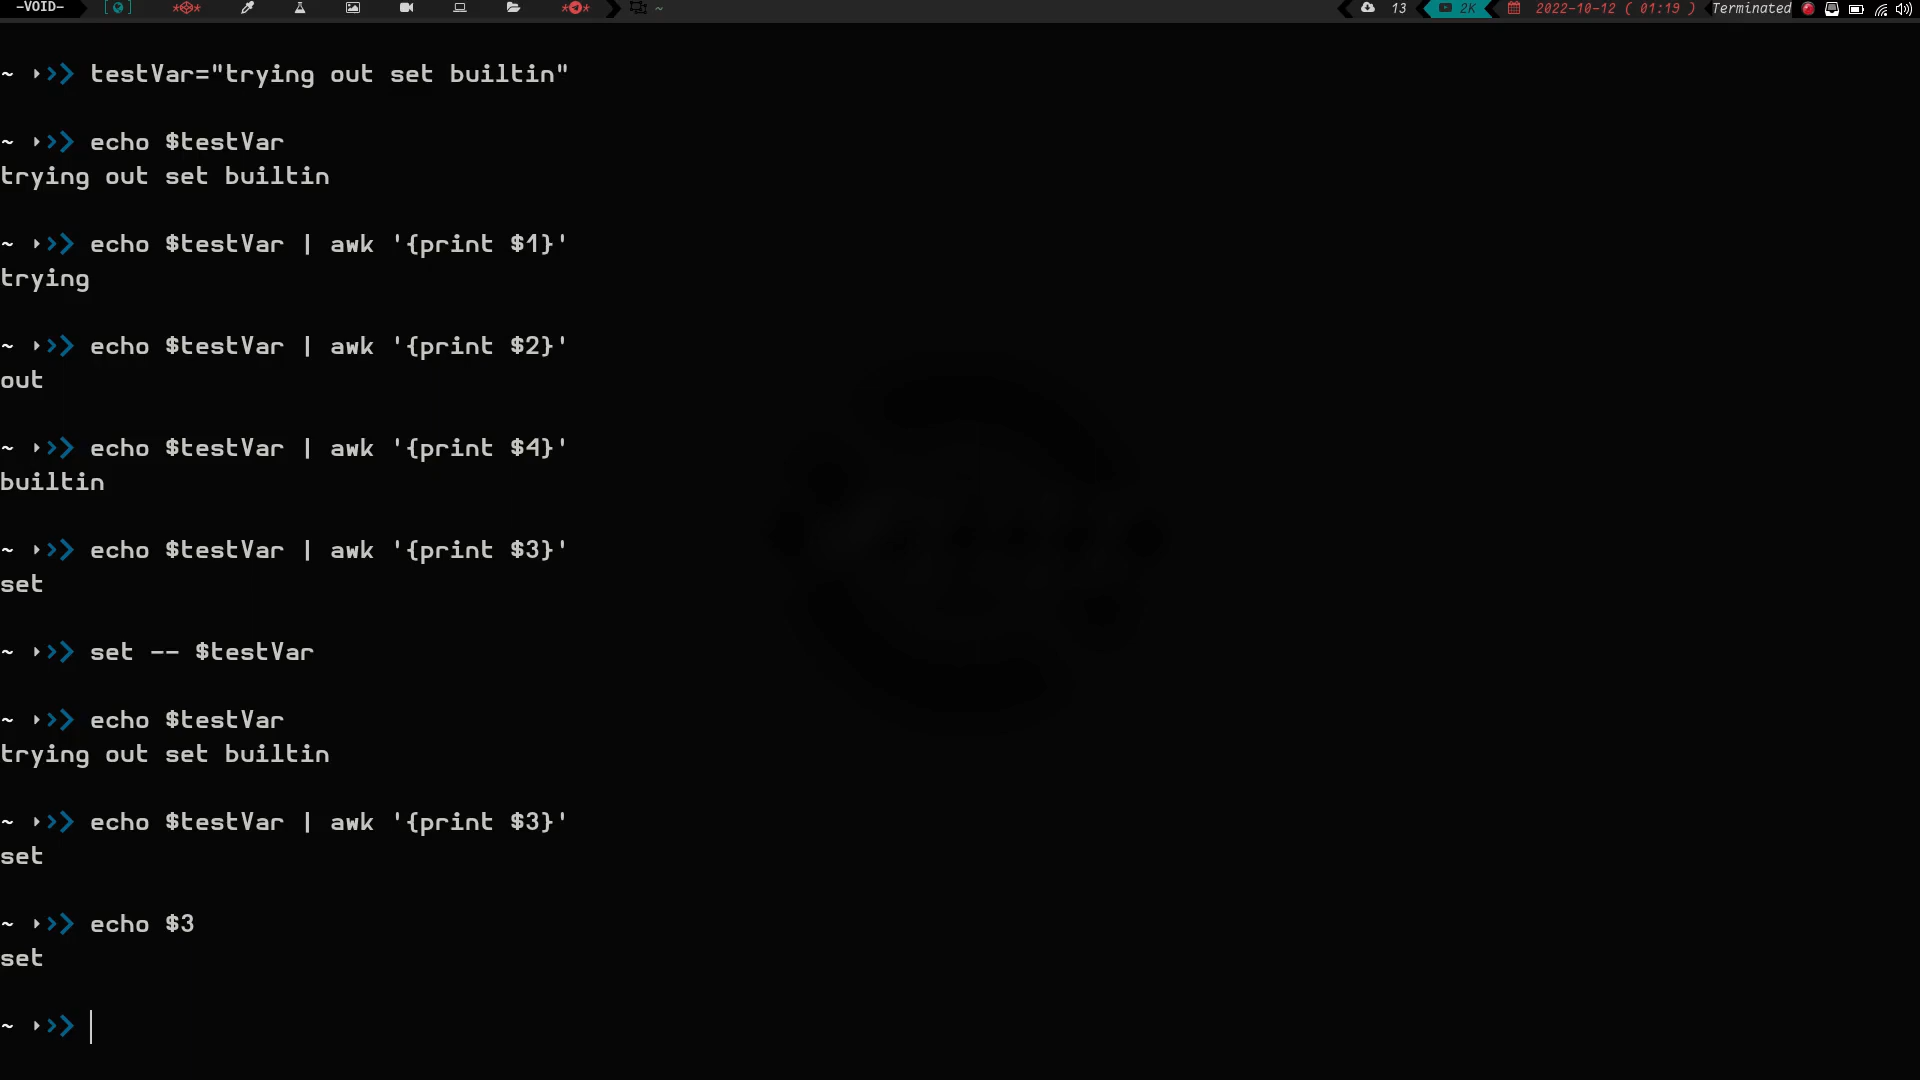 -VOID- ~ 13 2K 2022-10-12 ( 01:19 ) Terminated
~ testVar="trying out set builtin"
~ echo $testVar
trying out set builtin
~ echo $testVar | awk '{print $1}'
trying
~ echo $testVar | awk '{print $2}'
out
~ echo $testVar | awk '{print $4}'
builtin
~ echo $testVar | awk '{print $3}'
set
~ set -- $testVar
~ echo $testVar
trying out set builtin
~ echo $testVar | awk '{print $3}'
set
~ echo $3
set
~